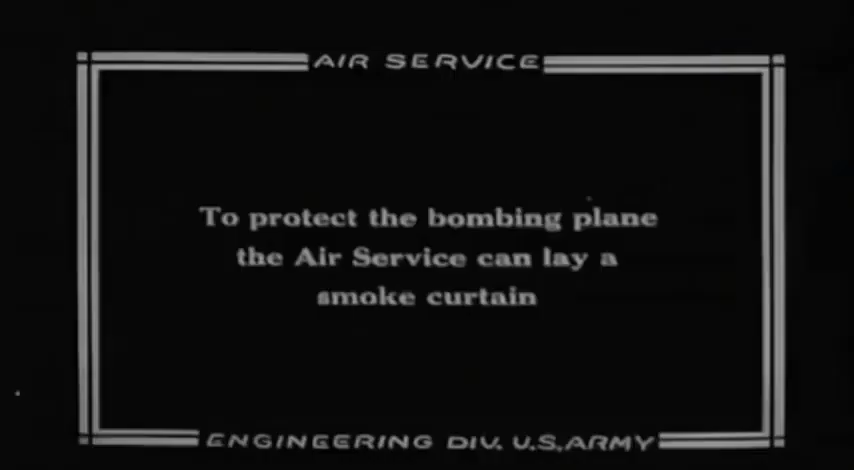 AIR SERVICE
To protect the bombing plane
the Air Service can lay a
smoke curtain
ENGINEERING DIV. U.S. ARMY